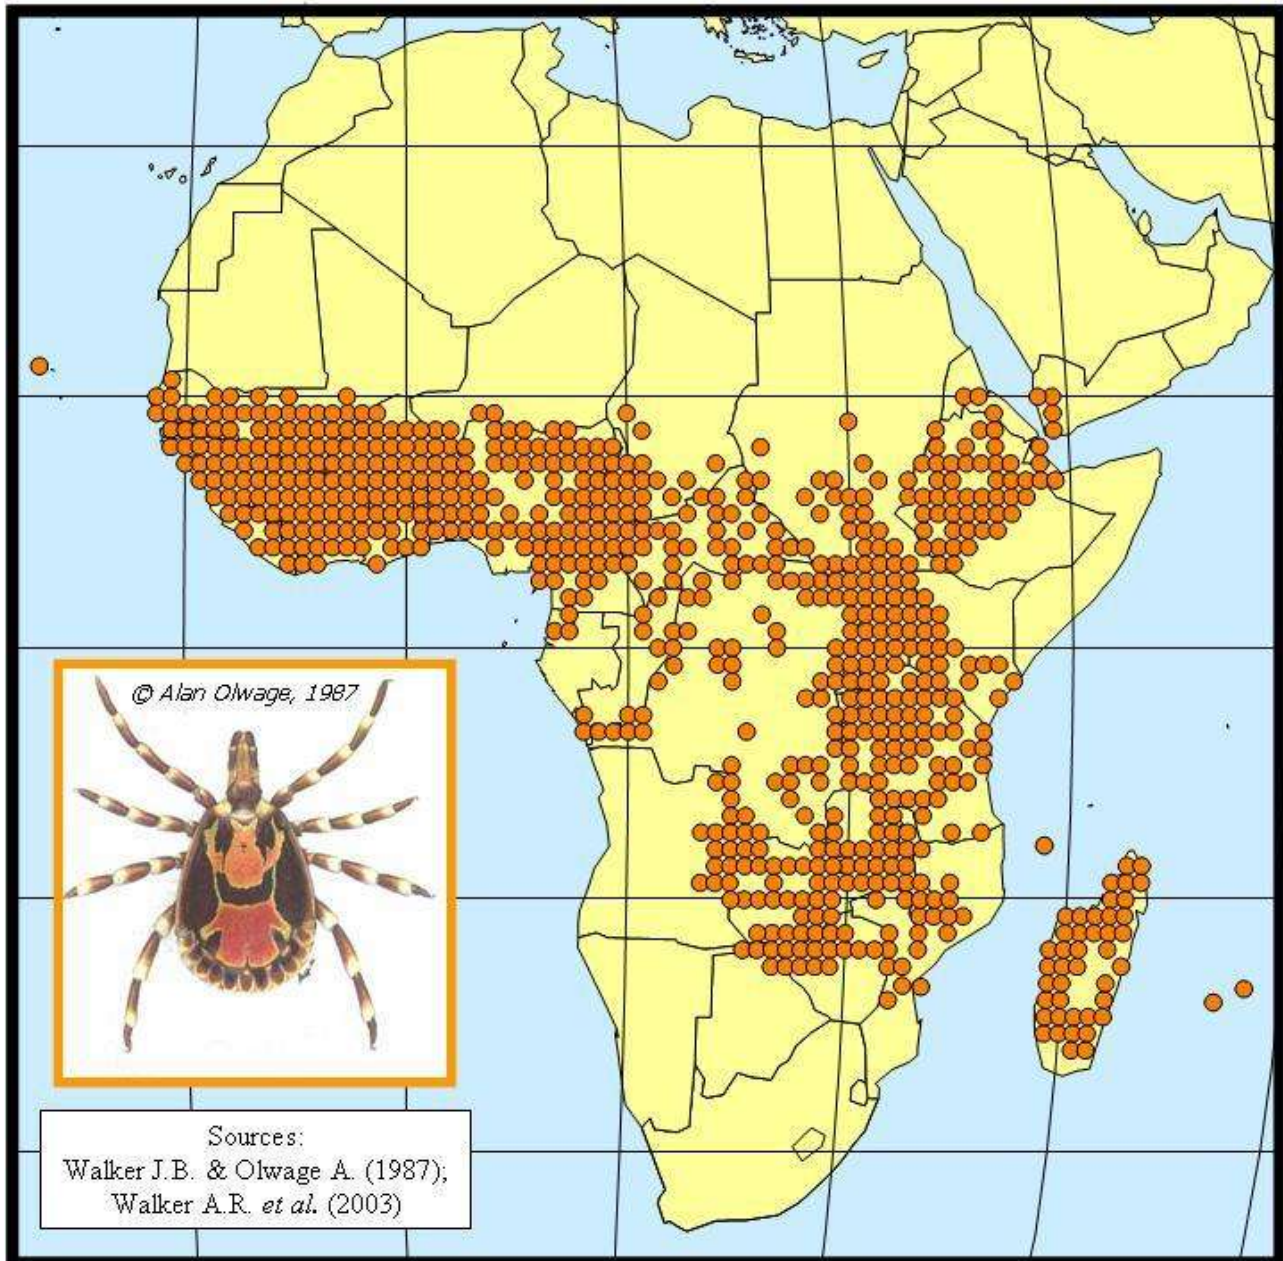 © Alan Olwage, 1987
Sources:
Walker J.B. & Olwage A. (1987);
Walker A.R. et al. (2003)